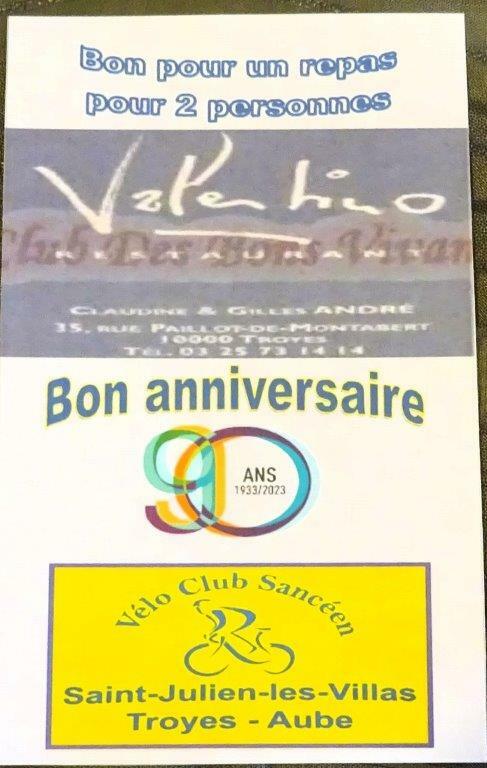 Bon pour un repas
pour 2 personnes
Valentino
Club Des Bons Vivan
RESTAURANT
CLAUDINE & GILLES ANDRÉ
35, RUE PAILLOT-DE-MONTABERT
10000 TROYES
TÉL. 03 25 73 14 14
Bon anniversaire
90
ANS
1933/2023
Vélo Club Sancéen
Saint-Julien-les-Villas
Troyes - Aube